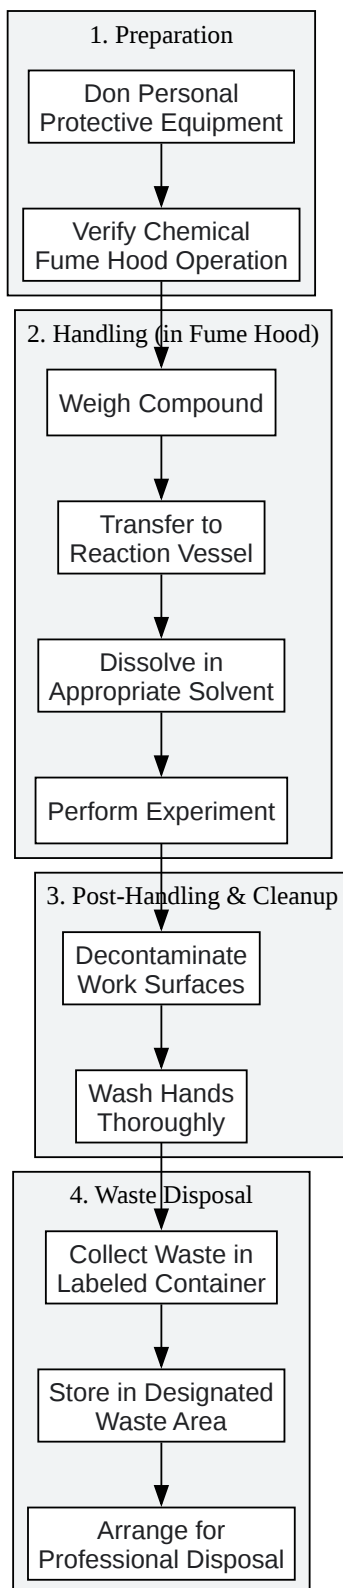 1. Preparation
Don Personal
Protective Equipment
Verify Chemical
Fume Hood Operation
2. Handling (in Fume Hood)
Weigh Compound
Transfer to
Reaction Vessel
Dissolve in
Appropriate Solvent
Perform Experiment
3. Post-Handling & Cleanup
Decontaminate
Work Surfaces
Wash Hands
Thoroughly
4. Waste Disposal
Collect Waste in
Labeled Container
Store in Designated
Waste Area
Arrange for
Professional Disposal